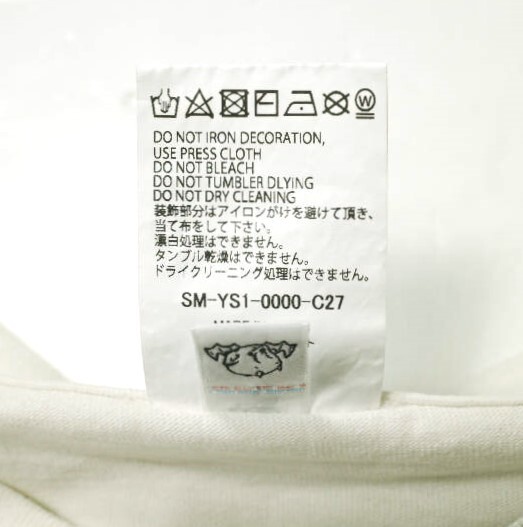 DO NOT IRON DECORATION,
USE PRESS CLOTH
DO NOT BLEACH
DO NOT TUMBLER DLYING
DO NOT DRY CLEANING
装飾部分はアイロンがけを避けて頂き、
当て布をして下さい。
漂白処理はできません。
タンブル乾燥はできません。
ドライクリーニング処理はできません。
SM-YS1-0000-C27